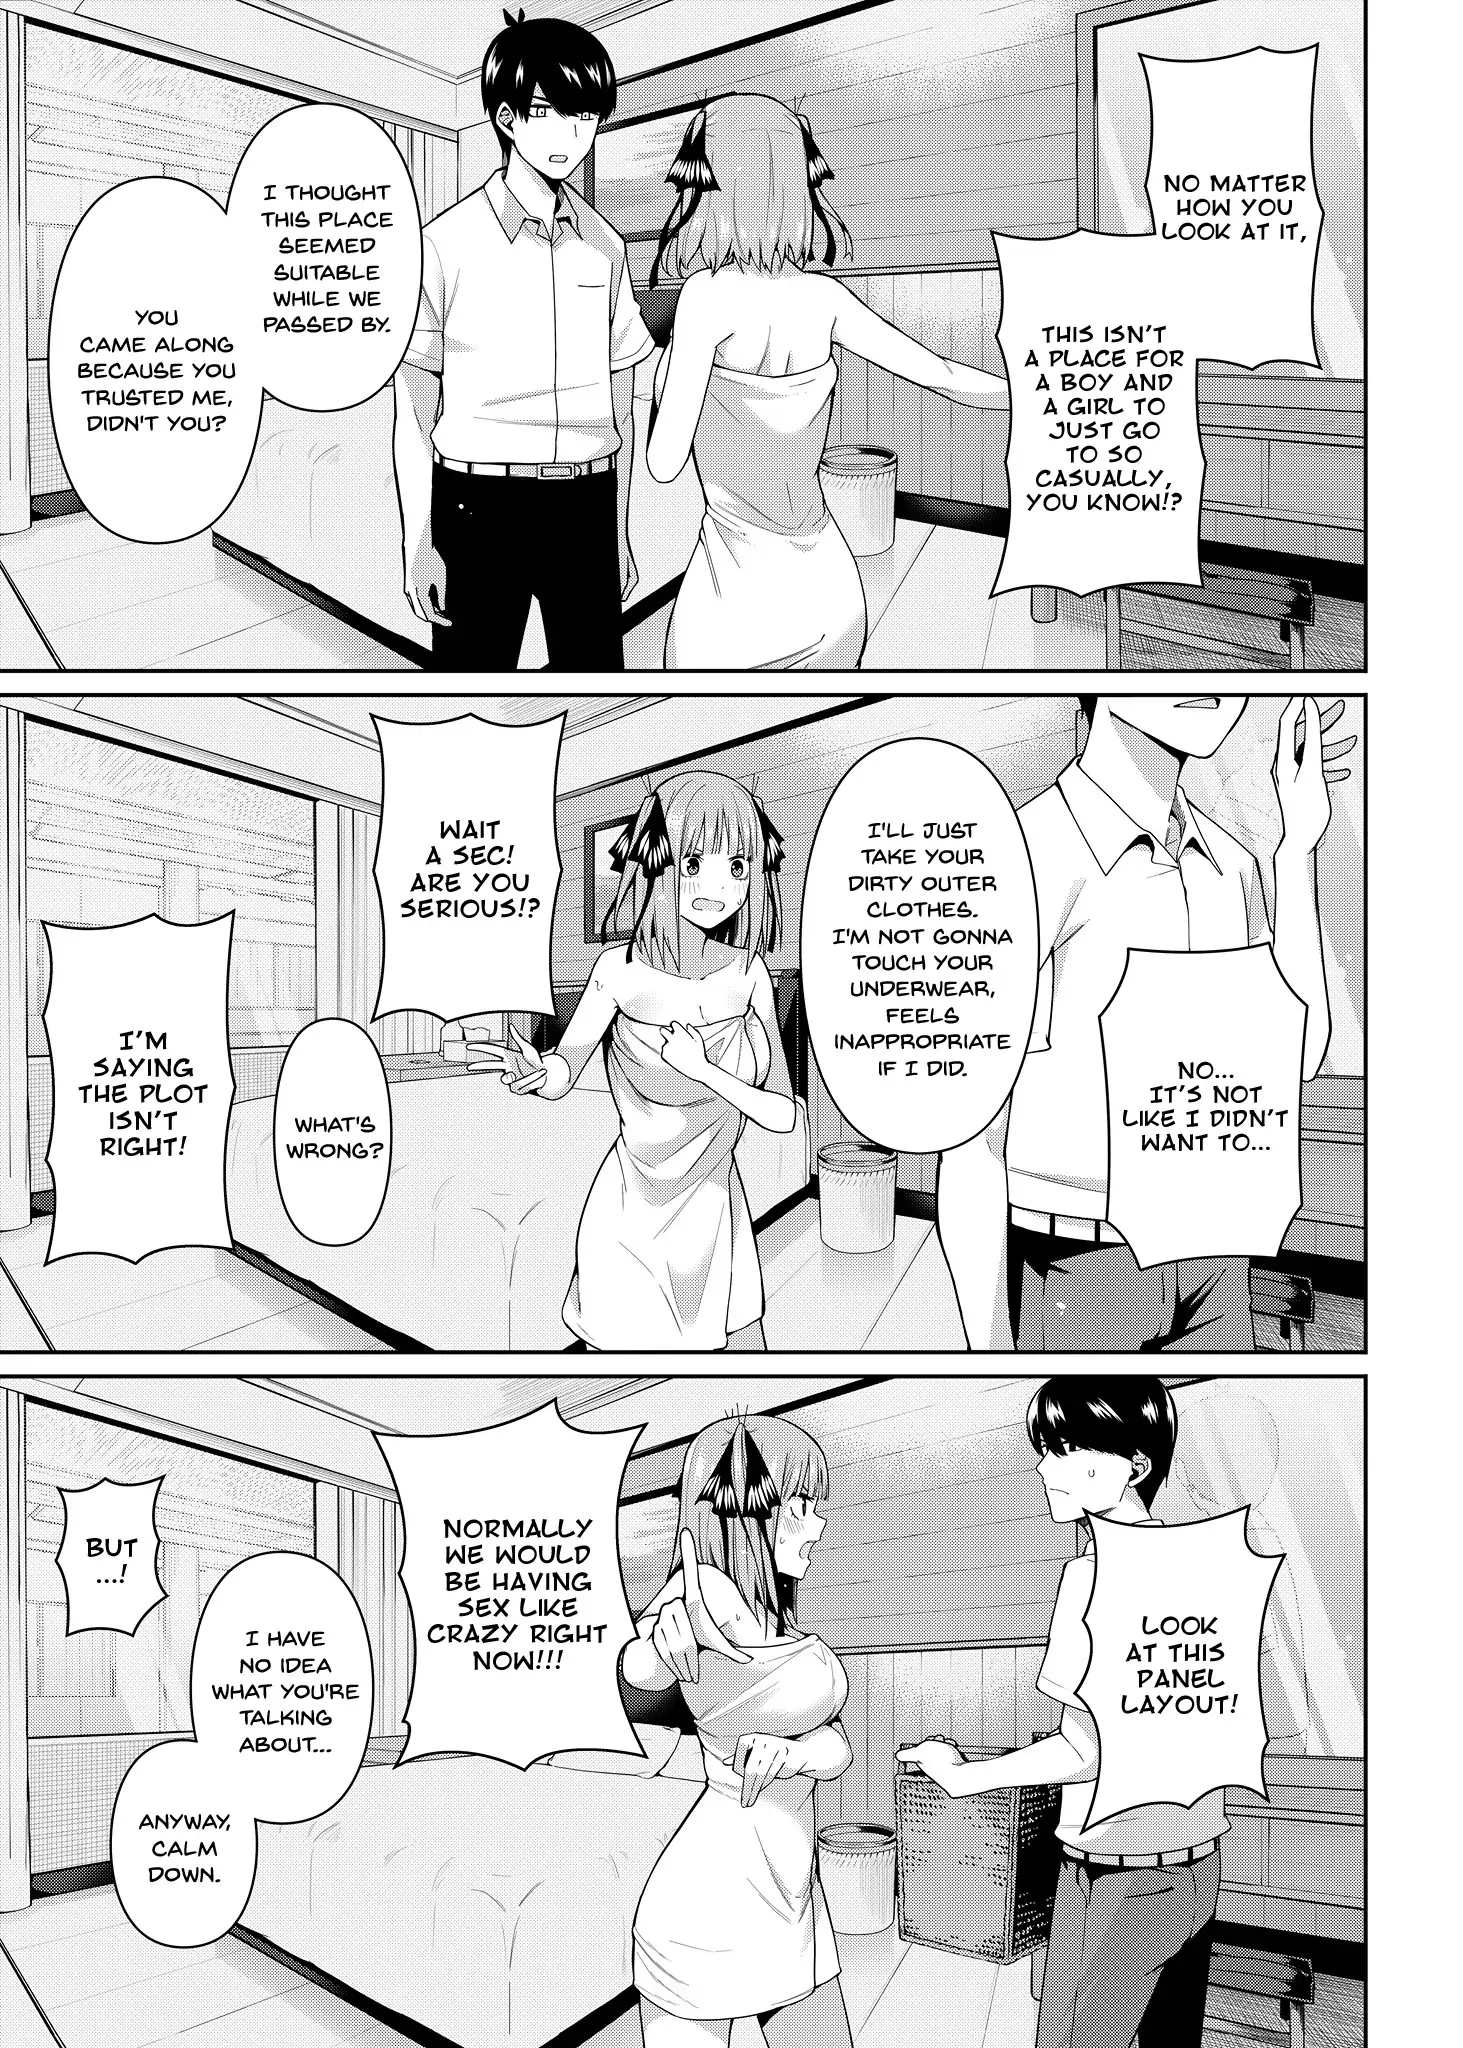 NO MATTER
HOW YOU
LOOK AT IT,
THIS ISN'T
A PLACE FOR
A BOY AND
A GIRL TO
JUST GO
TO SO
CASUALLY,
YOU KNOW!?
I THOUGHT
THIS PLACE
SEEMED
SUITABLE
WHILE WE
PASSED BY.
YOU
CAME ALONG
BECAUSE YOU
TRUSTED ME,
DIDN'T YOU?
NO...
IT'S NOT
LIKE I DIDN'T
WANT TO...
I'LL JUST
TAKE YOUR
DIRTY OUTER
CLOTHES.
I'M NOT GONNA
TOUCH YOUR
UNDERWEAR,
FEELS
INAPPROPRIATE
IF I DID.
WAIT
A SEC!
ARE YOU
SERIOUS!?
WHAT'S
WRONG?
I'M
SAYING
THE PLOT
ISN'T
RIGHT!
LOOK
AT THIS
PANEL
LAYOUT!
NORMALLY
WE WOULD
BE HAVING
SEX LIKE
CRAZY RIGHT
NOW!!!
I HAVE
NO IDEA
WHAT YOU'RE
TALKING
ABOUT...
ANYWAY,
CALM
DOWN.
BUT
...!